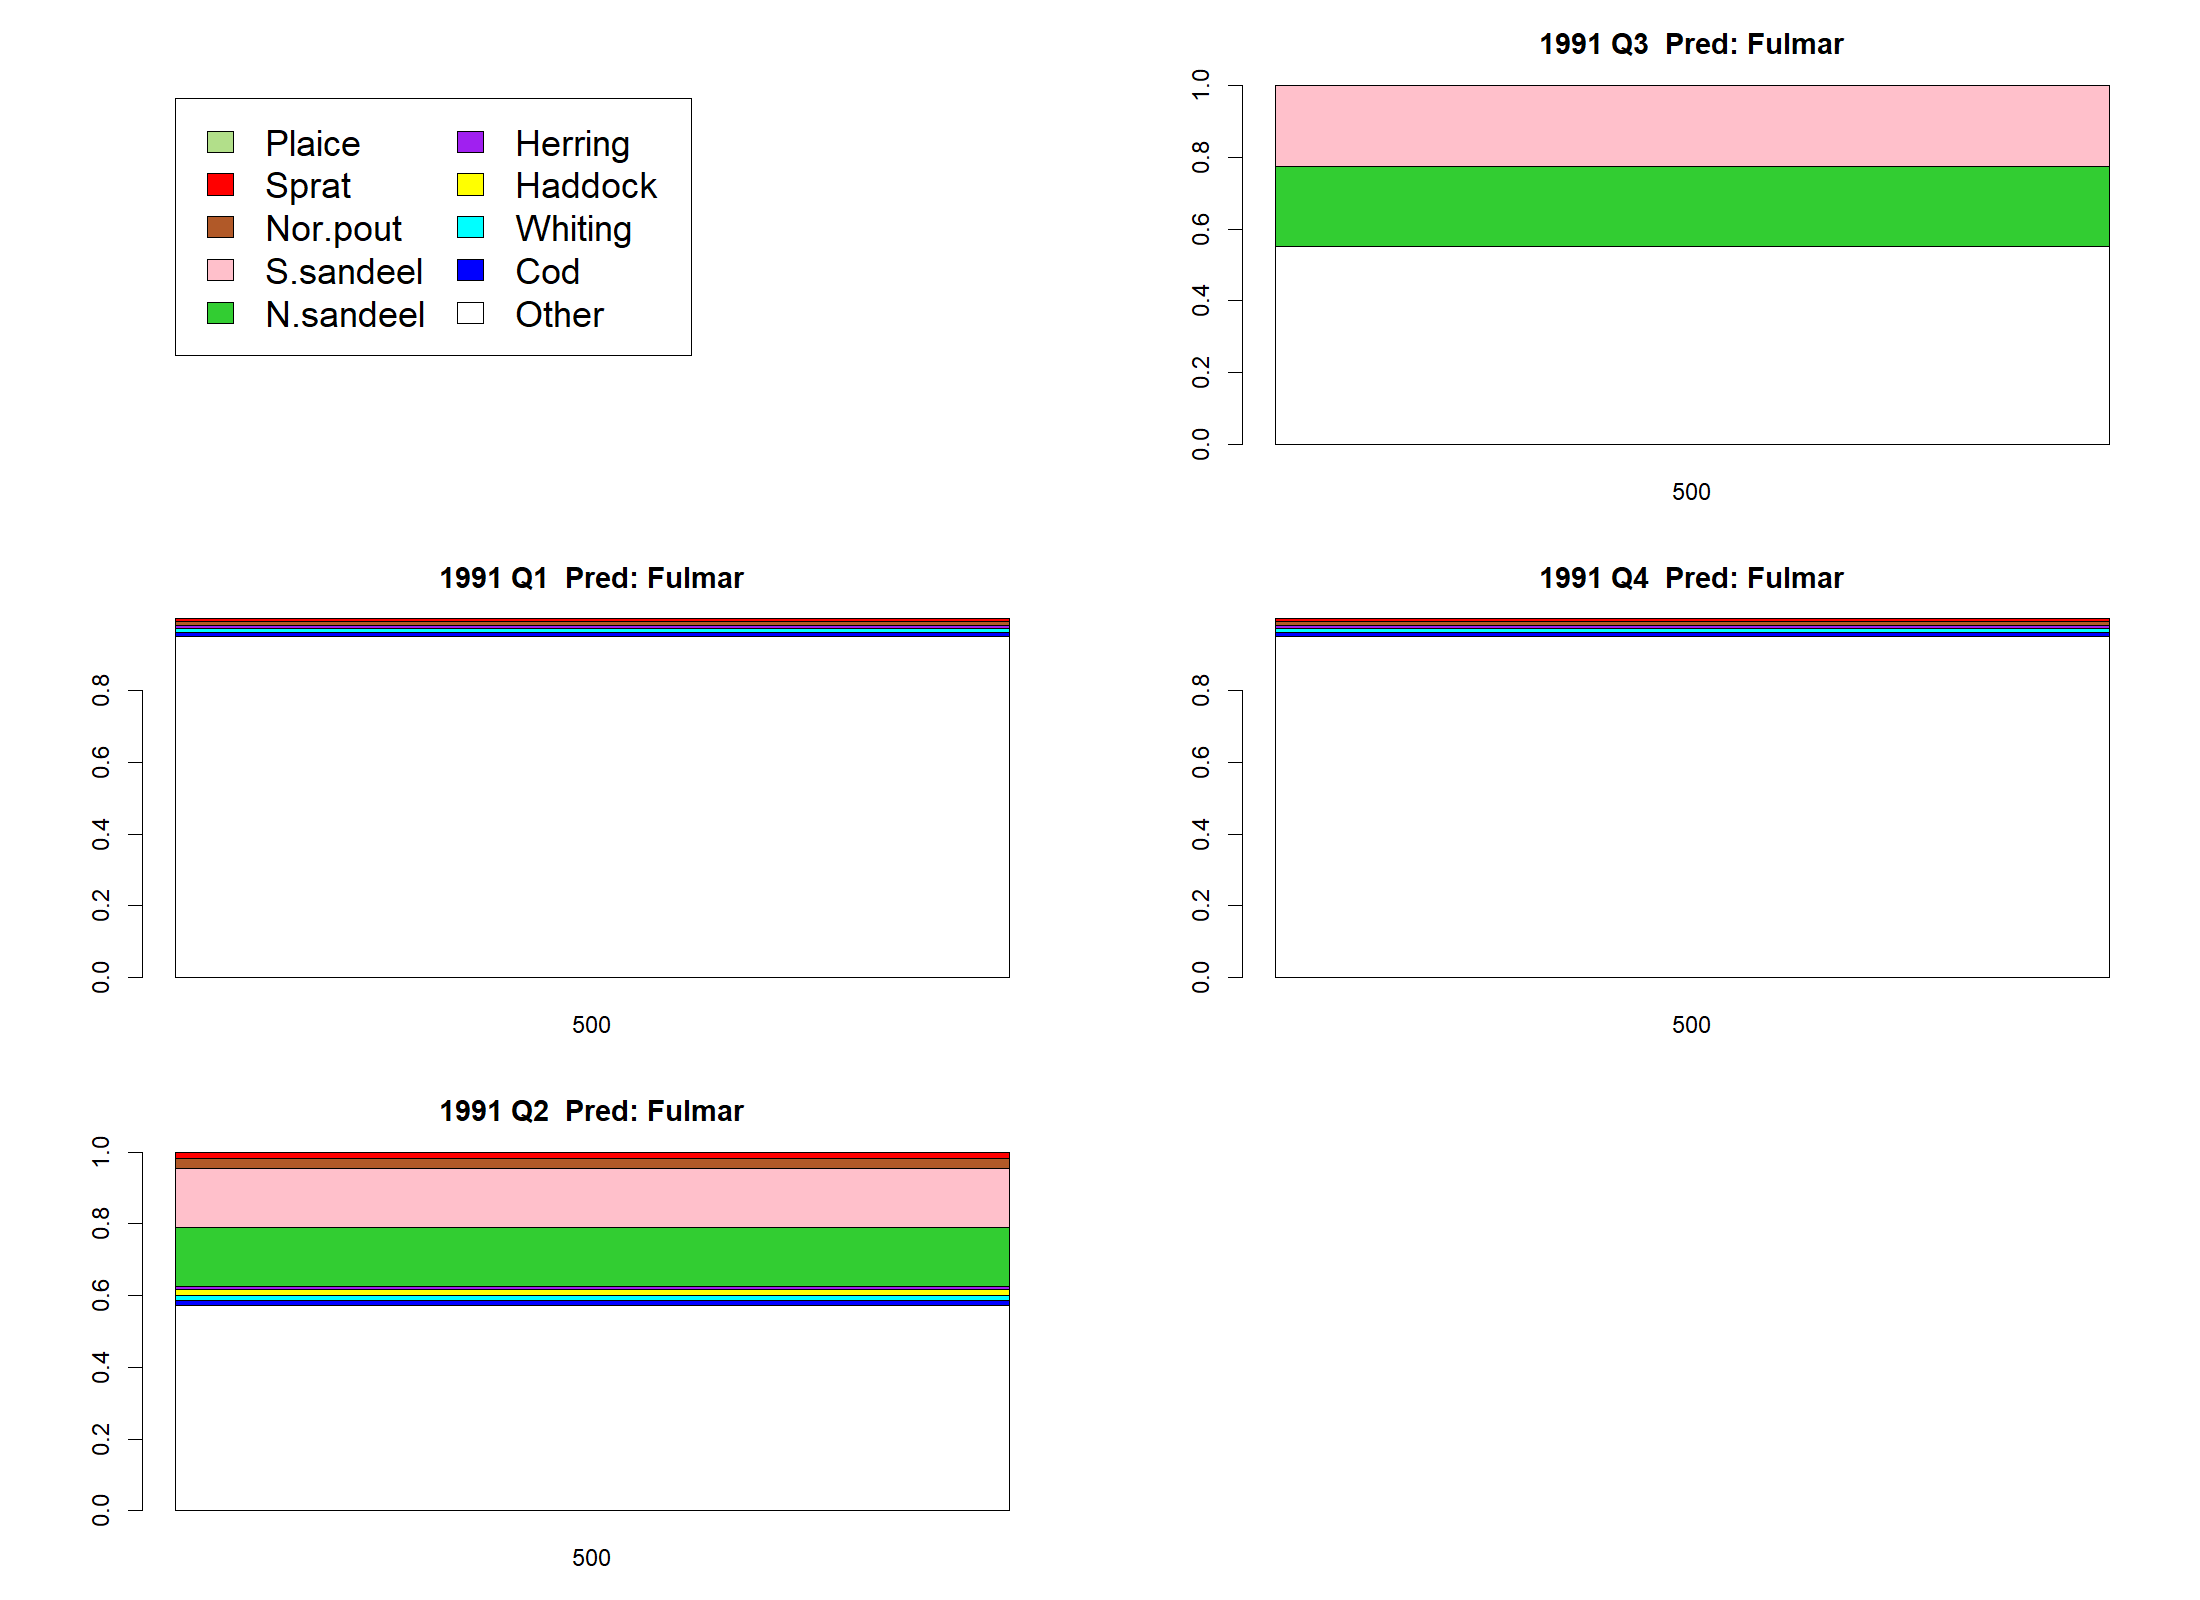 Plaice
Sprat
Nor.pout
S.sandeel
N.sandeel
Herring
Haddock
Whiting
Cod
Other
1991 Q3 Pred: Fulmar
1.0
0.8
0.6
0.4
0.2
0.0
500
1991 Q1 Pred: Fulmar
0.8
0.6
0.4
0.2
0.0
500
1991 Q4 Pred: Fulmar
0.8
0.6
0.4
0.2
0.0
500
1991 Q2 Pred: Fulmar
1.0
0.8
0.6
0.4
0.2
0.0
500